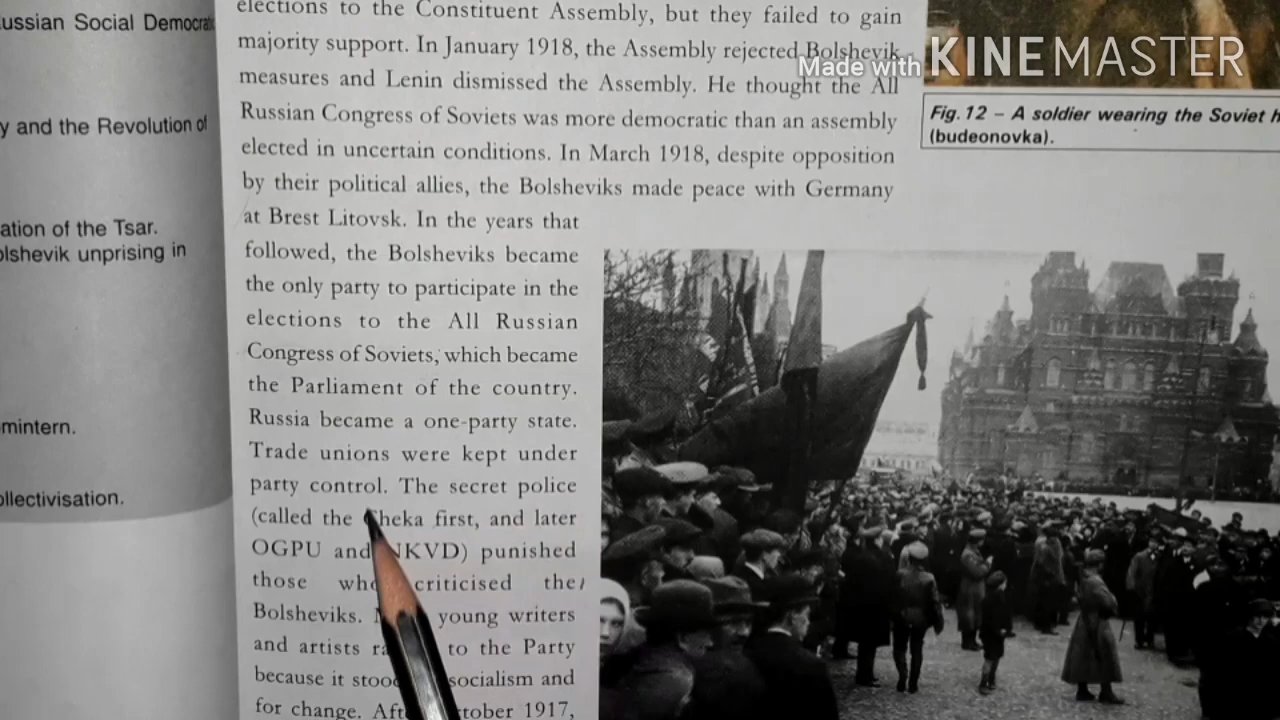 ussian Social Democrat
y and the Revolution of
ation of the Tsar.
olshevik unprising in
mintern.
ollectivisation.
elections to the Constituent Assembly, but they failed to gain
majority support. In January 1918, the Assembly rejected Bolshevik
measures and Lenin dismissed the Assembly. He thought the All
Russian Congress of Soviets was more democratic than an assembly
elected in uncertain conditions. In March 1918, despite opposition
by their political allies, the Bolsheviks made peace with Germany
at Brest Litovsk. In the years that
followed, the Bolsheviks became
the only party to participate in the
elections to the All Russian
Congress of Soviets, which became
the Parliament of the country.
Russia became a one-party state.
Trade unions were kept under
party control. The secret police
(called the Cheka first, and later
OGPU and NKVD) punished
those who criticised the
Bolsheviks. young writers
and artists to the Party
because it stood socialism and
for change. After October 1917,
Made with KINEMASTER
Fig. 12 – A soldier wearing the Soviet h
(budeonovka).